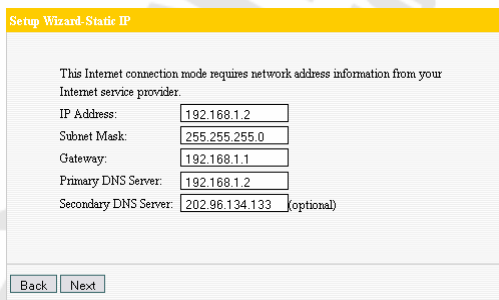 Setup Wizard-Static IP
This Internet connection mode requires network address information from your
Internet service provider.
IP Address: 192.168.1.2
Subnet Mask: 255.255.255.0
Gateway: 192.168.1.1
Primary DNS Server: 192.168.1.2
Secondary DNS Server: 202.96.134.133 (optional)
Back Next